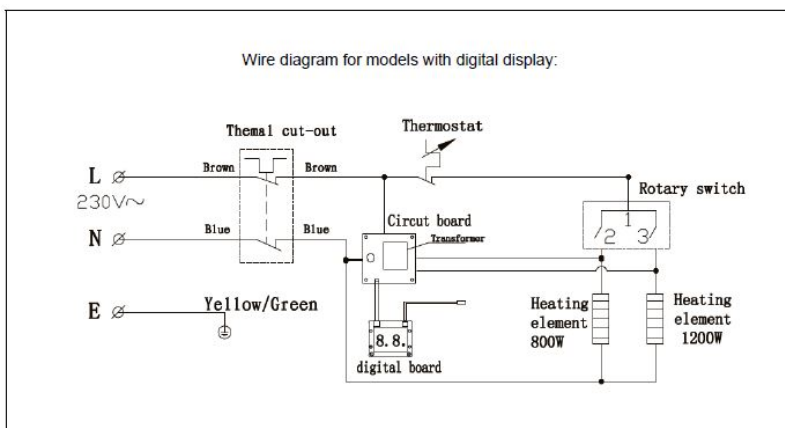 Wire diagram for models with digital display:
Themal cut-out
Thermostat
Brown
Brown
L
230V~
Rotary switch
1
2
3
Circut board
Transformer
Blue
Blue
N
E
Yellow/Green
Heating
element
800W
Heating
element
1200W
8.8.
digital board